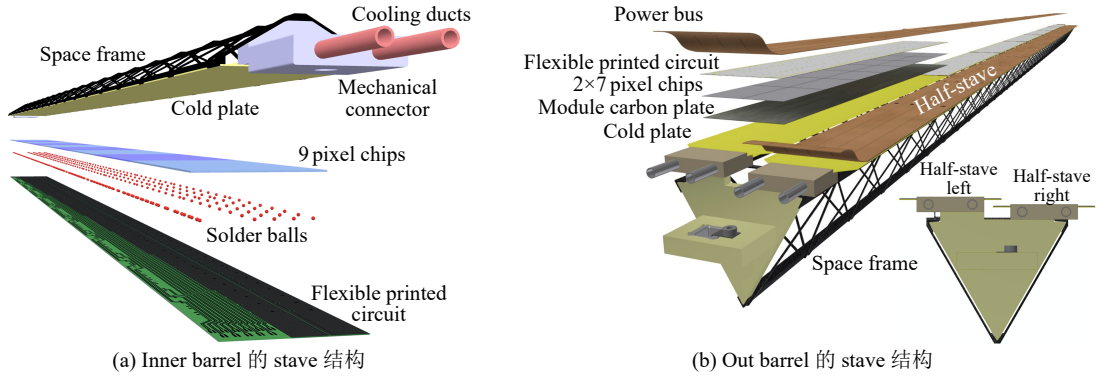 Cooling ducts
Space frame
Cold plate
Mechanical
connector
9 pixel chips
Solder balls
Flexible printed
circuit
(a) Inner barrel 的 stave 结构
Power bus
Flexible printed circuit
2×7 pixel chips
Module carbon plate
Cold plate
Half-stave
Half-stave
left
Half-stave
right
Space frame
(b) Out barrel 的 stave 结构